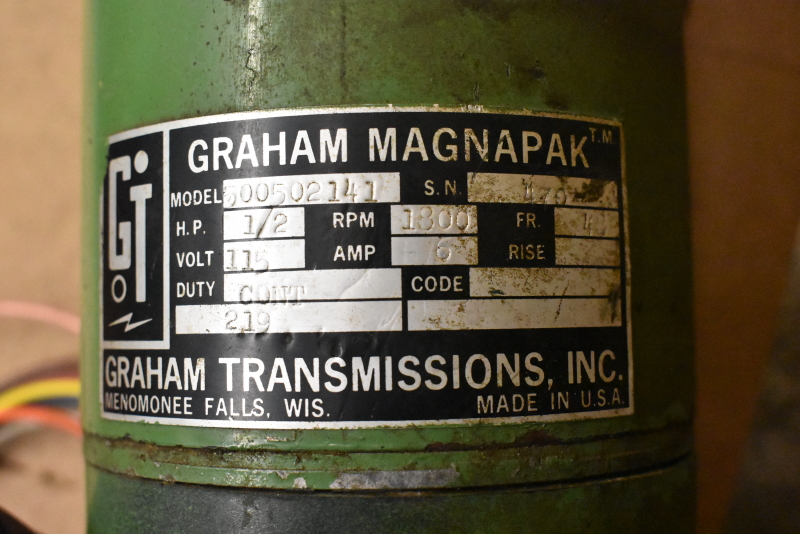 GRAHAM MAGNAPAK T.M.
GT
MODEL 300502141 S.N.
H.P. 1/2 RPM 1800 FR.
VOLT 115 AMP 6 RISE
DUTY CONT CODE
219
GRAHAM TRANSMISSIONS, INC.
MENOMONEE FALLS, WIS. MADE IN U.S.A.